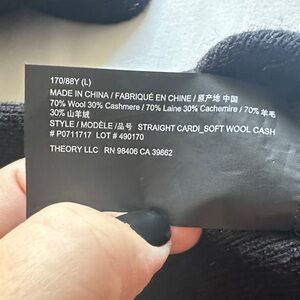 170/88Y (L)
MADE IN CHINA / FABRIQUÉ EN CHINE / 原产地 中国
70% Wool 30% Cashmere / 70% Laine 30% Cachemire / 70% 羊毛
30% 山羊绒
STYLE / MODÈLE /品号 STRAIGHT CARDI_SOFT WOOL CASH
# P0711717 LOT # 490170
THEORY LLC RN 98406 CA 39862